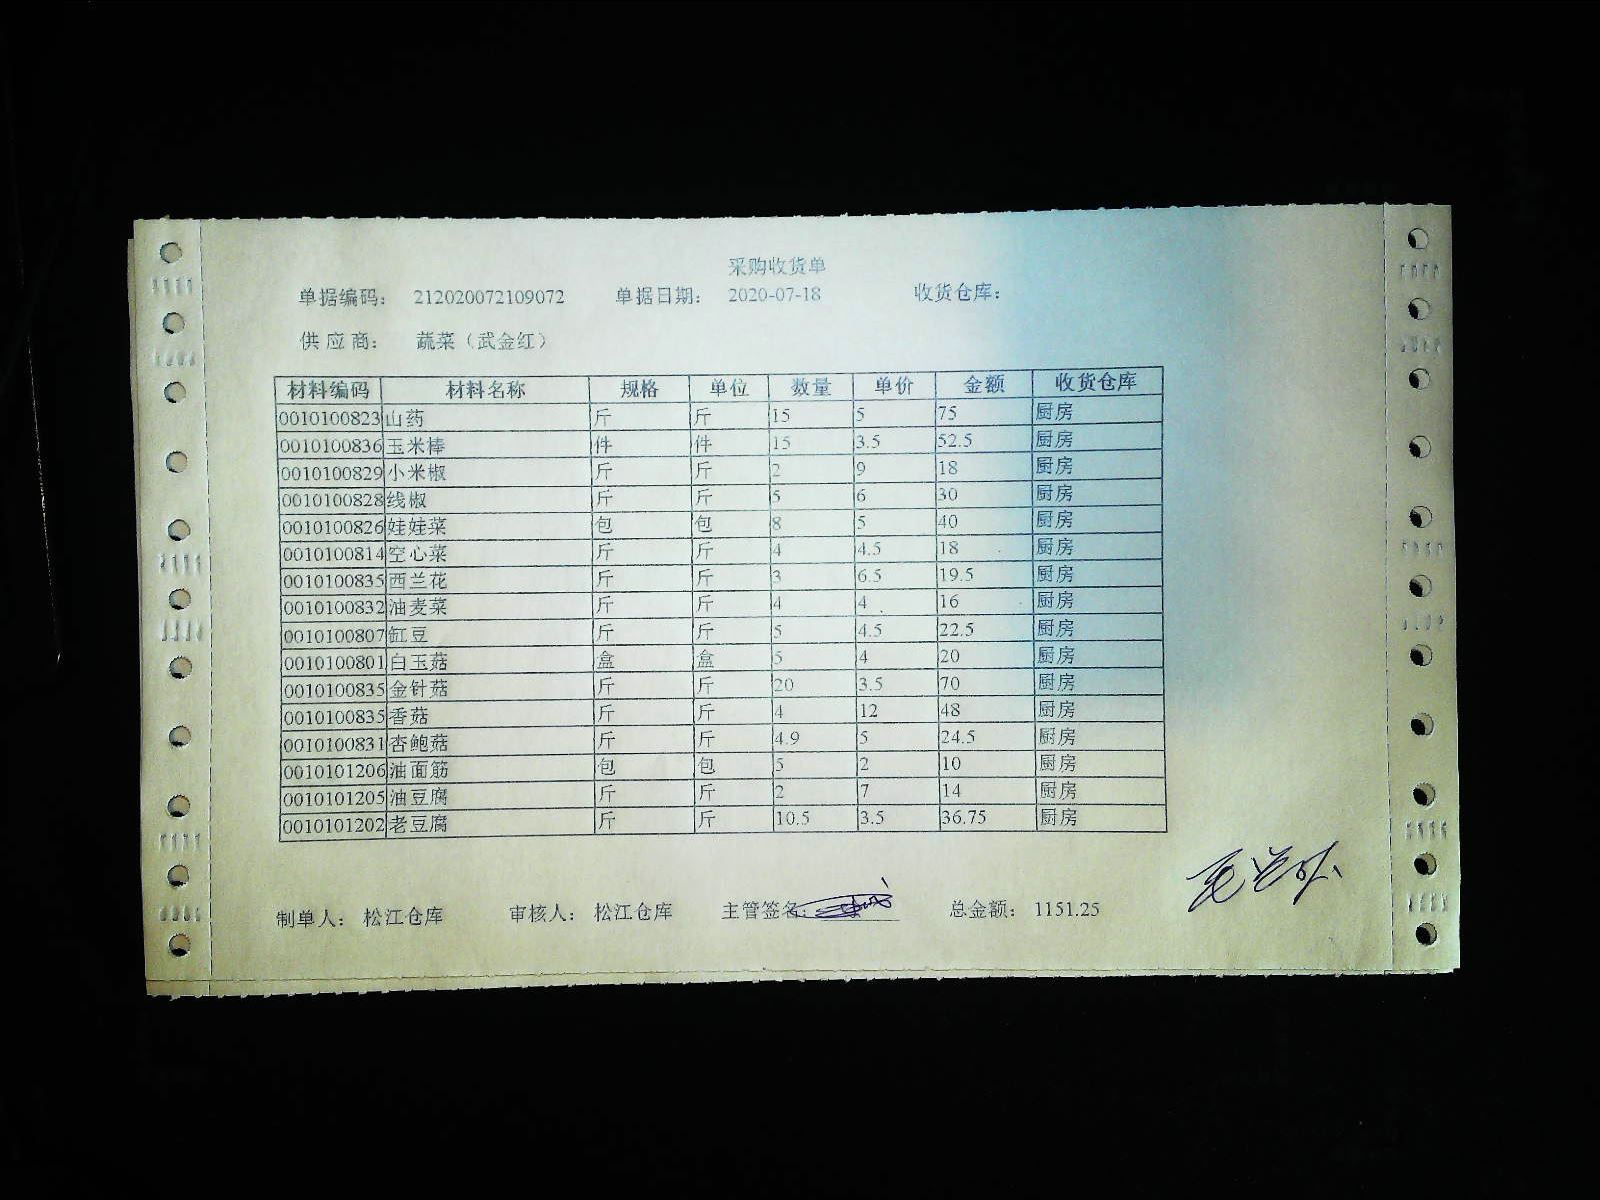 采购收货单
单据编码： 212020072109072 单据日期： 2020-07-18 收货仓库：
供 应 商： 蔬菜（武金红）
材料编码 材料名称 规格 单位 数量 单价 金额 收货仓库
0010100823 山药 斤 斤 15 5 75 厨房
0010100836 玉米棒 件 件 15 3.5 52.5 厨房
0010100829 小米椒 斤 斤 2 9 18 厨房
0010100828 线椒 斤 斤 5 6 30 厨房
0010100826 娃娃菜 包 包 8 5 40 厨房
0010100814 空心菜 斤 斤 4 4.5 18 厨房
0010100835 西兰花 斤 斤 3 6.5 19.5 厨房
0010100832 油麦菜 斤 斤 4 4 16 厨房
0010100807 缸豆 斤 斤 5 4.5 22.5 厨房
0010100801 白玉菇 盒 盒 5 4 20 厨房
0010100835 金针菇 斤 斤 20 3.5 70 厨房
0010100835 香菇 斤 斤 4 12 48 厨房
0010100831 杏鲍菇 斤 斤 4.9 5 24.5 厨房
0010101206 油面筋 包 包 5 2 10 厨房
0010101205 油豆腐 斤 斤 2 7 14 厨房
0010101202 老豆腐 斤 斤 10.5 3.5 36.75 厨房
制单人： 松江仓库 审核人： 松江仓库 主管签名: 总金额： 1151.25